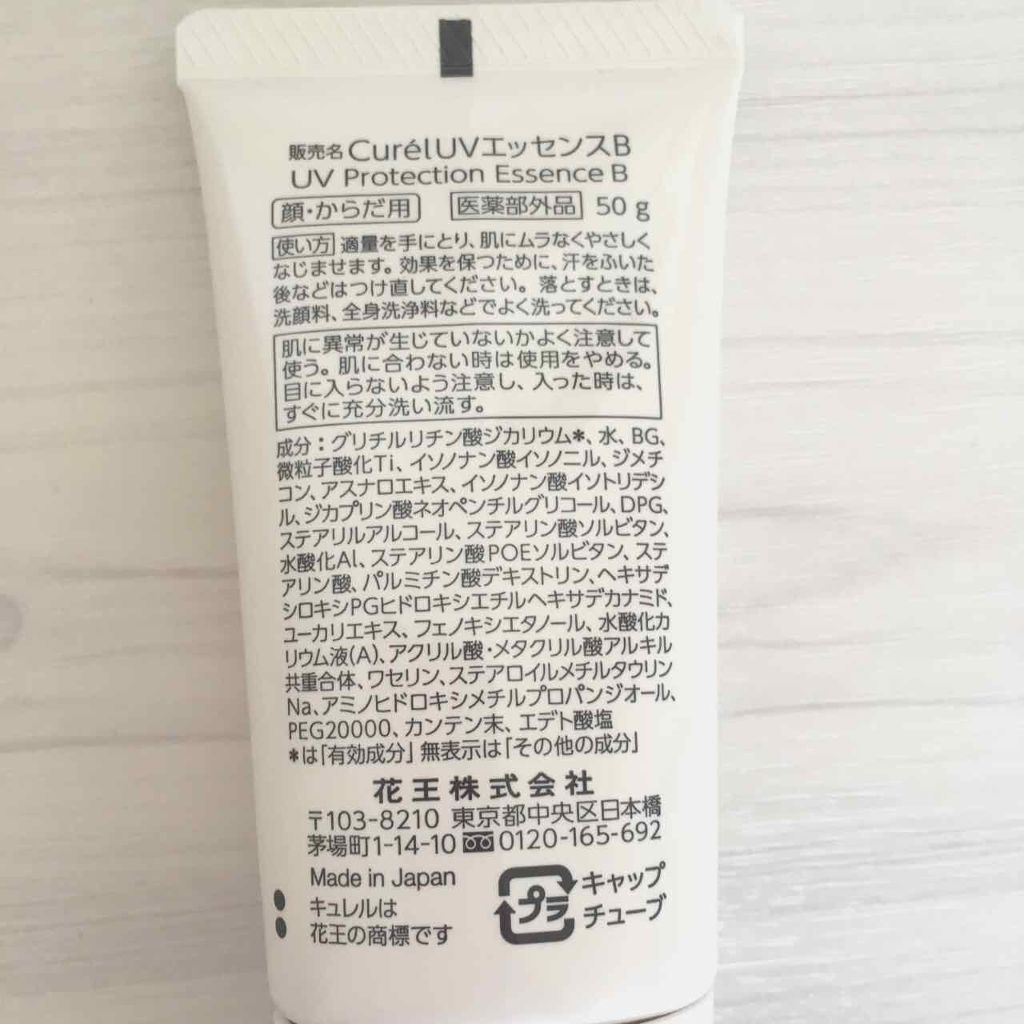 販売名 CurélUVエッセンスB
UV Protection Essence B
顔・からだ用 医薬部外品 50 g
使い方 適量を手にとり、肌にムラなくやさしく
なじませます。効果を保つために、汗をふいた
後などはつけ直してください。落とすときは、
洗顔料、全身洗浄料などでよく洗ってください。
肌に異常が生じていないかよく注意して
使う。肌に合わない時は使用をやめる。
目に入らないよう注意し、入った時は、
すぐに充分洗い流す。
成分：グリチルリチン酸ジカリウム*、水、BG、
微粒子酸化Ti、イソノナン酸イソノニル、ジメチ
コン、アスナロエキス、イソノナン酸イソトリデシ
ル、ジカプリン酸ネオペンチルグリコール、DPG、
ステアリルアルコール、ステアリン酸ソルビタン、
水酸化Al、ステアリン酸POEソルビタン、ステ
アリン酸、パルミチン酸デキストリン、ヘキサデ
シロキシPGヒドロキシエチルヘキサデカナミド、
ユーカリエキス、フェノキシエタノール、水酸化カ
リウム液(A)、アクリル酸・メタクリル酸アルキル
共重合体、ワセリン、ステアロイルメチルタウリン
Na、アミノヒドロキシメチルプロパンジオール、
PEG20000、カンテン末、エデト酸塩
*は「有効成分」無表示は「その他の成分」
花王株式会社
〒103-8210 東京都中央区日本橋
茅場町1-14-10 0120-165-692
Made in Japan
キュレルは
花王の商標です
プラ
キャップ
チューブ